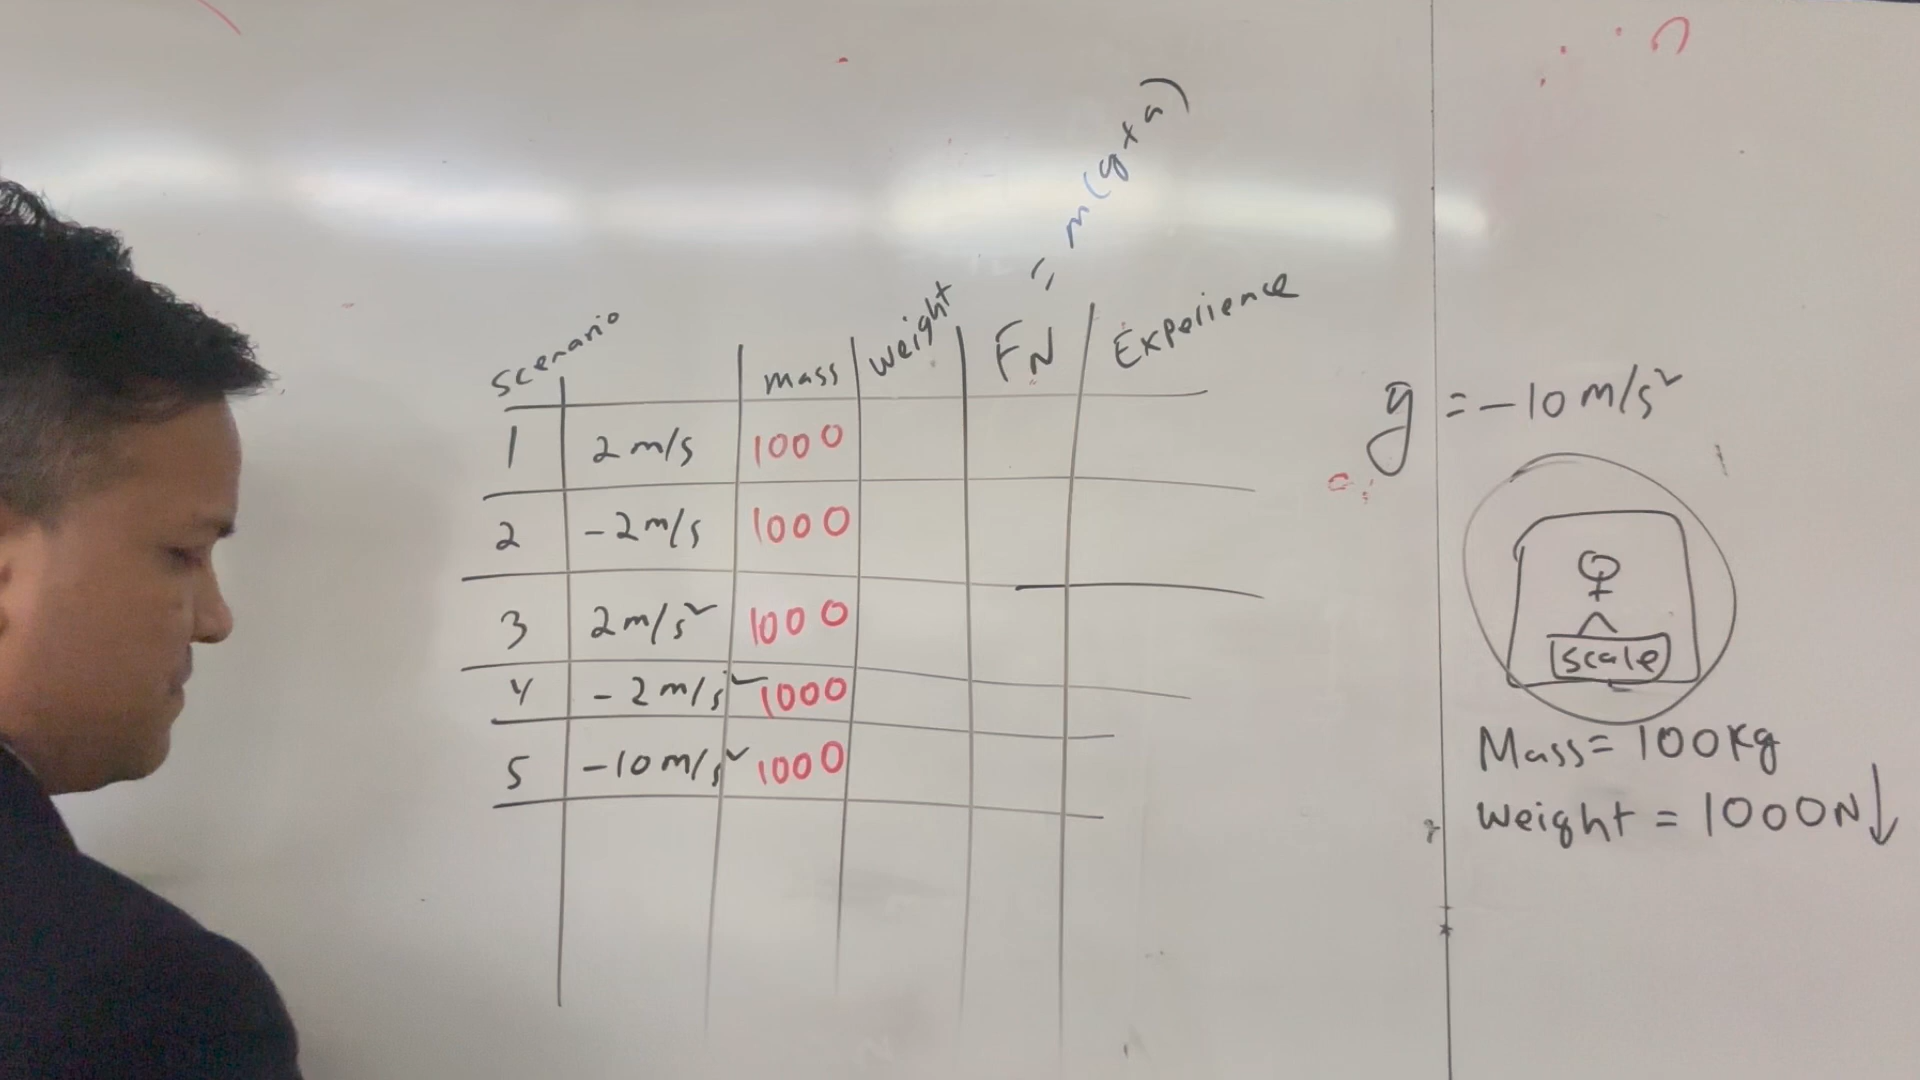 = m(g+a)
scenario mass weight FN Experience
1 2 m/s 1000
2 -2 m/s 1000
3 2 m/s² 1000
4 -2 m/s² 1000
5 -10 m/s² 1000
g = -10 m/s²
scale
Mass = 100 kg
Weight = 1000N↓